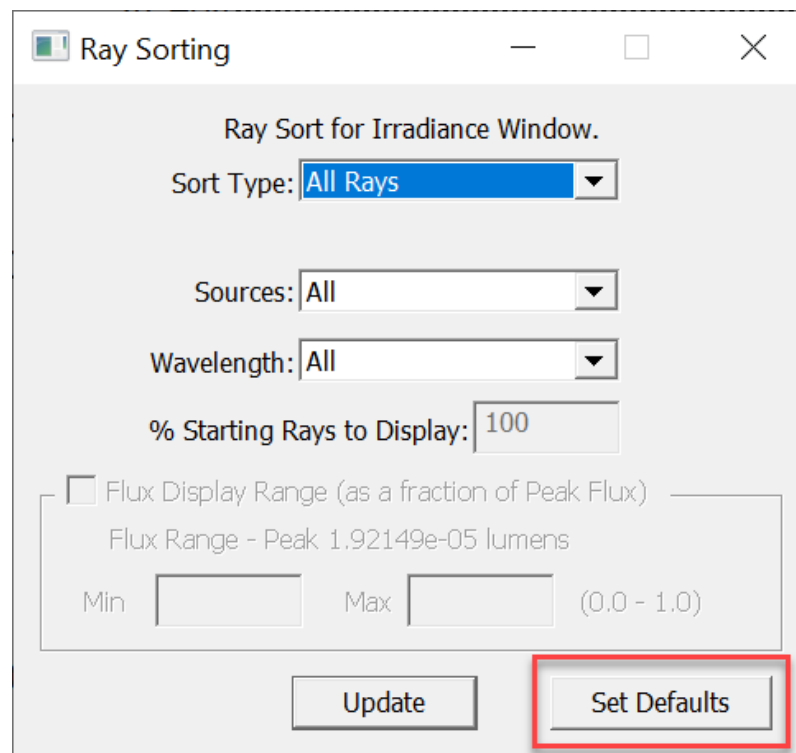 Ray Sorting
Ray Sort for Irradiance Window.
Sort Type: All Rays
Sources: All
Wavelength: All
% Starting Rays to Display: 100
Flux Display Range (as a fraction of Peak Flux)
Flux Range - Peak 1.92149e-05 lumens
Min Max (0.0 - 1.0)
Update Set Defaults